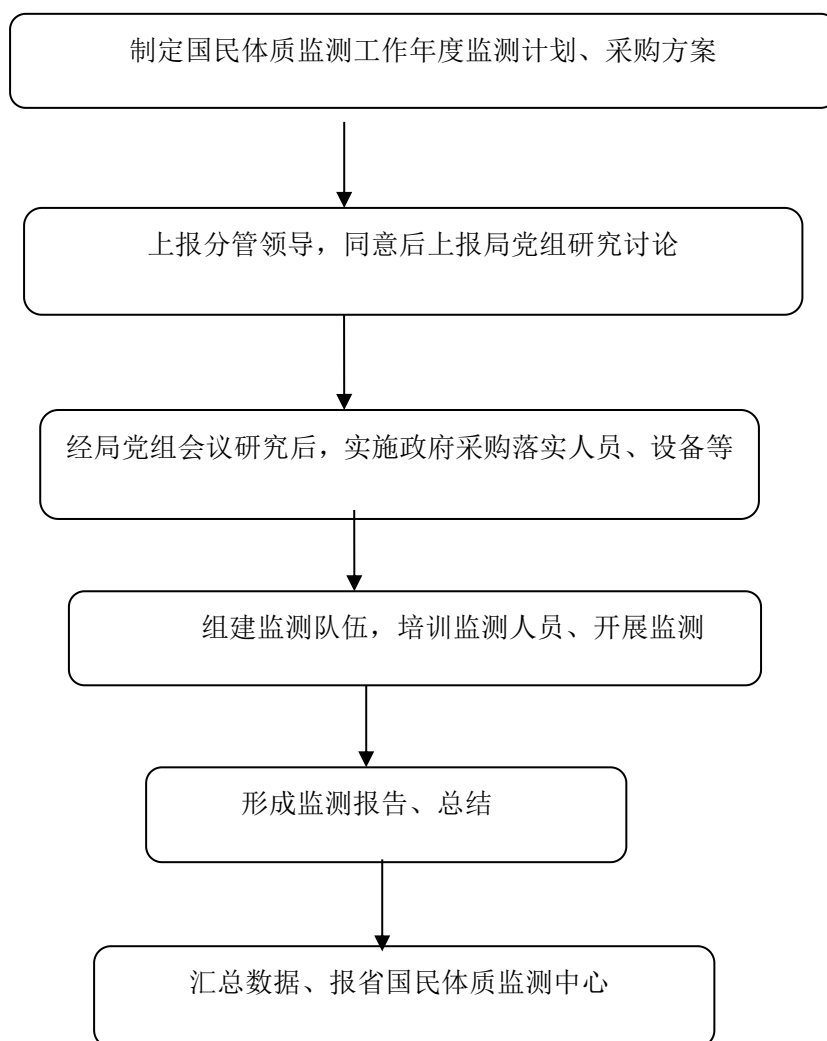 制定国民体质监测工作年度监测计划、采购方案
上报分管领导，同意后上报局党组研究讨论
经局党组会议研究后，实施政府采购落实人员、设备等
组建监测队伍，培训监测人员、开展监测
形成监测报告、总结
汇总数据、报省国民体质监测中心